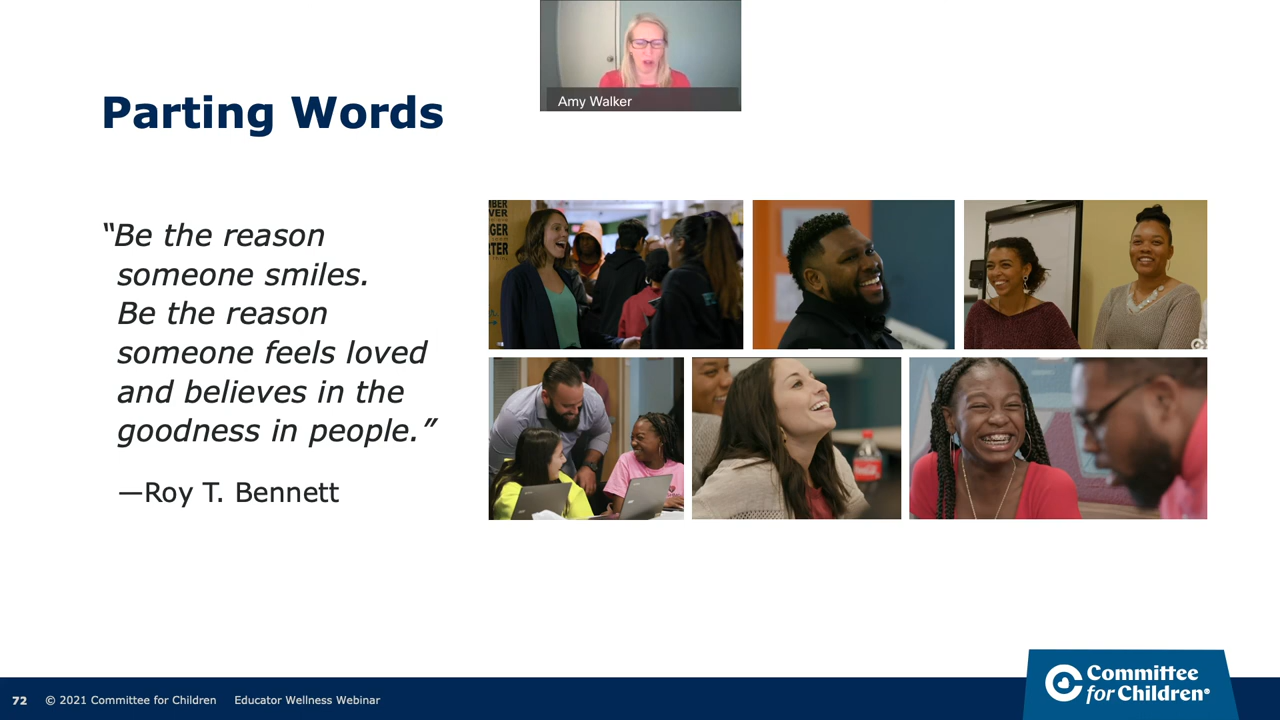 Amy Walker
Parting Words
“Be the reason
someone smiles.
Be the reason
someone feels loved
and believes in the
goodness in people.”
—Roy T. Bennett
72
© 2021 Committee for Children
Educator Wellness Webinar
Committee
for Children®